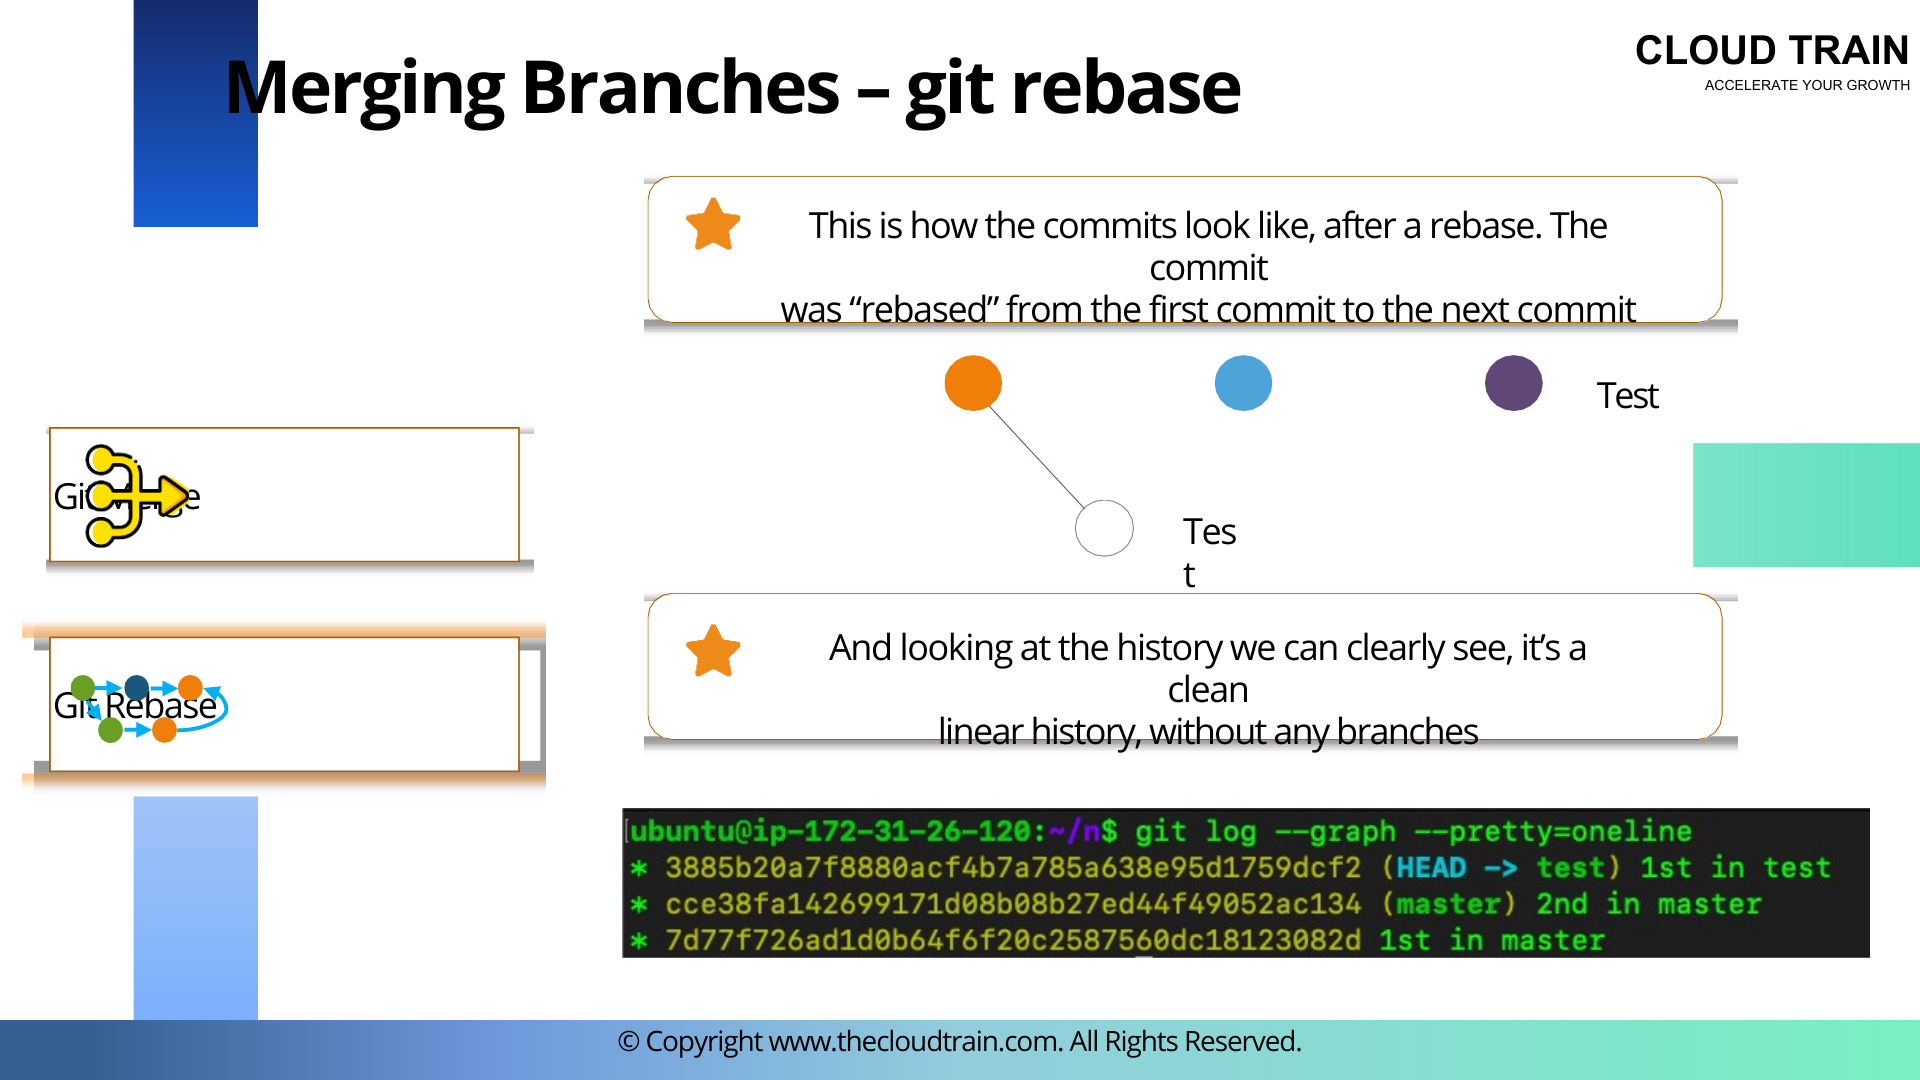 Merging Branches – git rebase
CLOUD TRAIN
ACCELERATE YOUR GROWTH
This is how the commits look like, after a rebase. The
commit
was “rebased” from the first commit to the next commit
Test
Git Merge
Tes
t
And looking at the history we can clearly see, it’s a
clean
linear history, without any branches
Git Rebase
ubuntu@ip-172-31-26-120:~/n$ git log --graph --pretty=oneline
* 3885b20a7f8880acf4b7a785a638e95d1759dcf2 (HEAD -> test) 1st in test
* cce38fa142699171d08b08b27ed44f49052ac134 (master) 2nd in master
* 7d77f726ad1d0b64f6f20c2587560dc18123082d 1st in master
© Copyright www.thecloudtrain.com. All Rights Reserved.